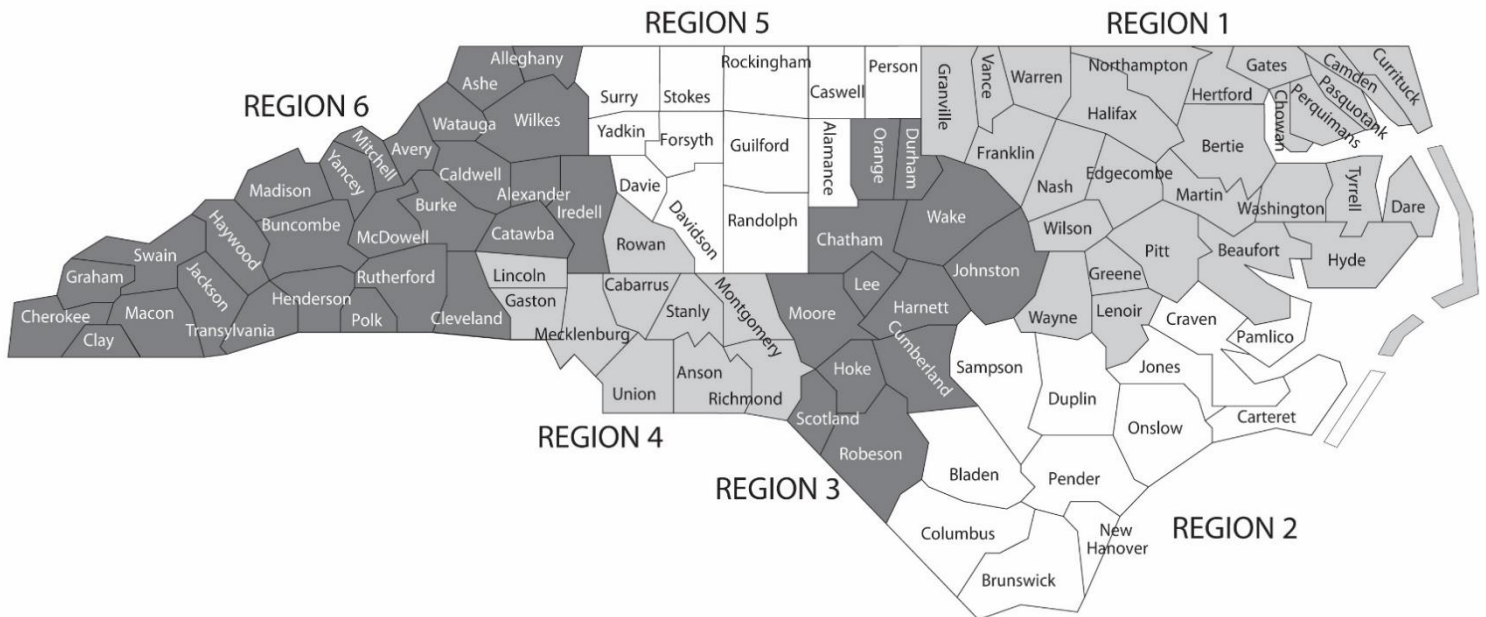 REGION 5
REGION 1
REGION 6
Alleghany
Ashe
Surry
Stokes
Rockingham
Caswell
Person
Granville
Vance
Warren
Northampton
Gates
Camden
Currituck
Pasquotank
Perquimans
Chowan
Hertford
Halifax
Watauga
Wilkes
Yadkin
Forsyth
Guilford
Alamance
Orange
Durham
Franklin
Bertie
Mitchell
Avery
Yancey
Madison
Caldwell
Alexander
Iredell
Davie
Davidson
Randolph
Nash
Edgecombe
Martin
Washington
Tyrrell
Dare
Haywood
Buncombe
McDowell
Burke
Catawba
Rowan
Chatham
Wake
Wilson
Pitt
Beaufort
Hyde
Swain
Graham
Jackson
Rutherford
Lincoln
Cabarrus
Lee
Johnston
Greene
Cherokee
Macon
Clay
Transylvania
Henderson
Polk
Cleveland
Gaston
Mecklenburg
Stanly
Montgomery
Moore
Harnett
Wayne
Lenoir
Craven
Pamlico
Union
Anson
Richmond
Hoke
Cumberland
Sampson
Duplin
Jones
Carteret
Onslow
Scotland
Robeson
REGION 4
REGION 3
Bladen
Pender
REGION 2
Columbus
New
Hanover
Brunswick